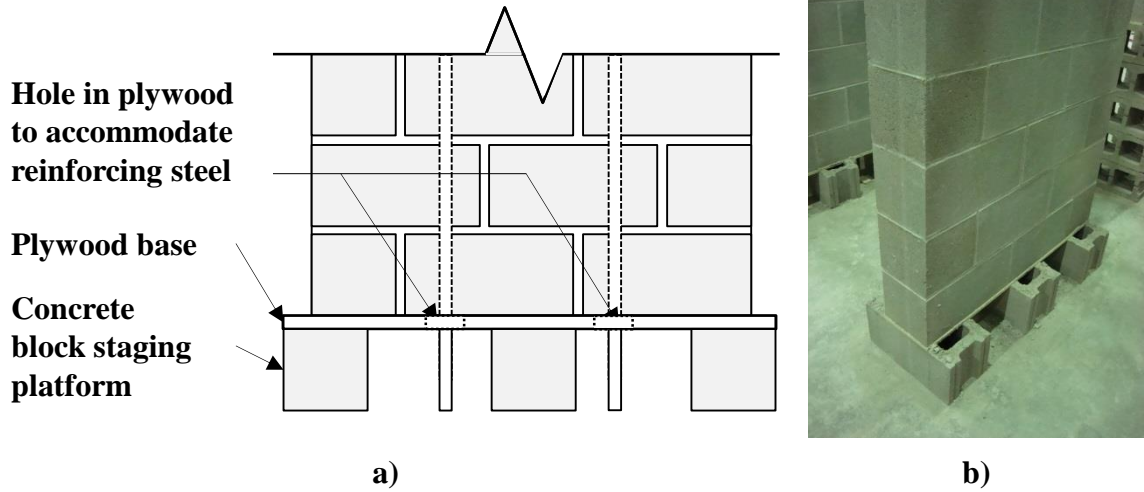 Hole in plywood
to accommodate
reinforcing steel
Plywood base
Concrete
block staging
platform
a)
b)